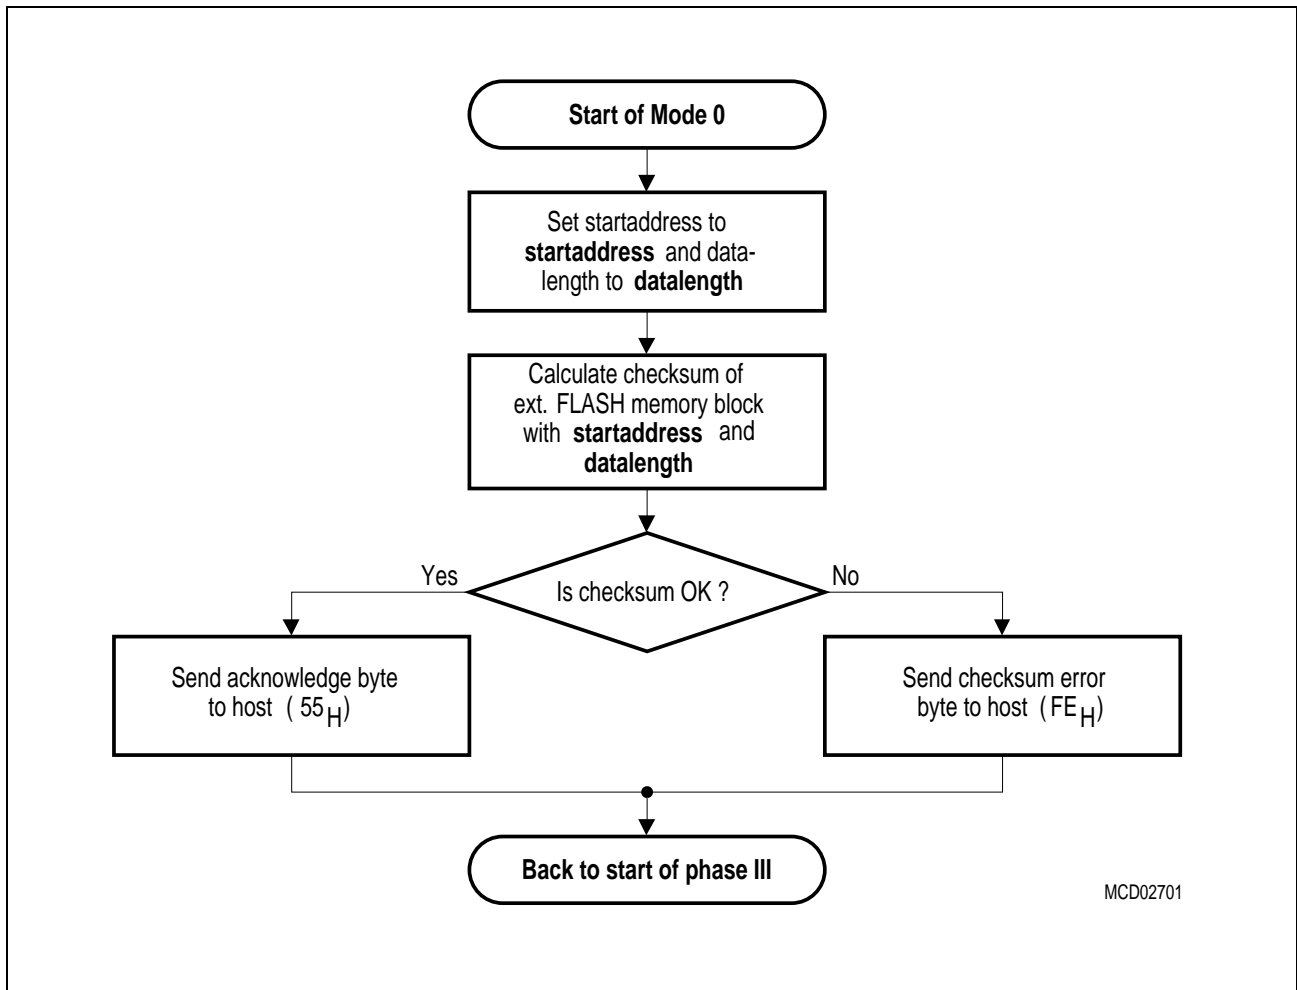 Start of Mode 0
Set startaddress to
startaddress and data-
length to datalength
Calculate checksum of
ext. FLASH memory block
with startaddress and
datalength
Yes
Is checksum OK ?
No
Send acknowledge byte
to host ( 55H)
Send checksum error
byte to host (FEH)
Back to start of phase III
MCD02701